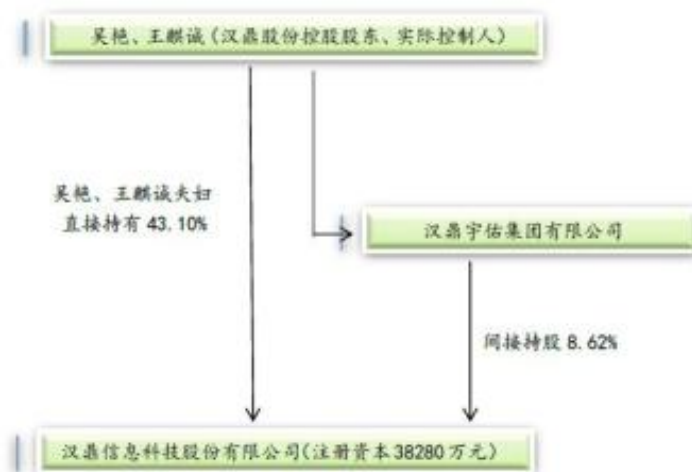 吴艳、王麒诚(汉鼎股份控股股东、实际控制人)
吴艳、王麒诚夫妇
直接持有 43.10%
汉鼎宇佑集团有限公司
间接持股 8.62%
汉鼎信息科技股份有限公司(注册资本38280万元)